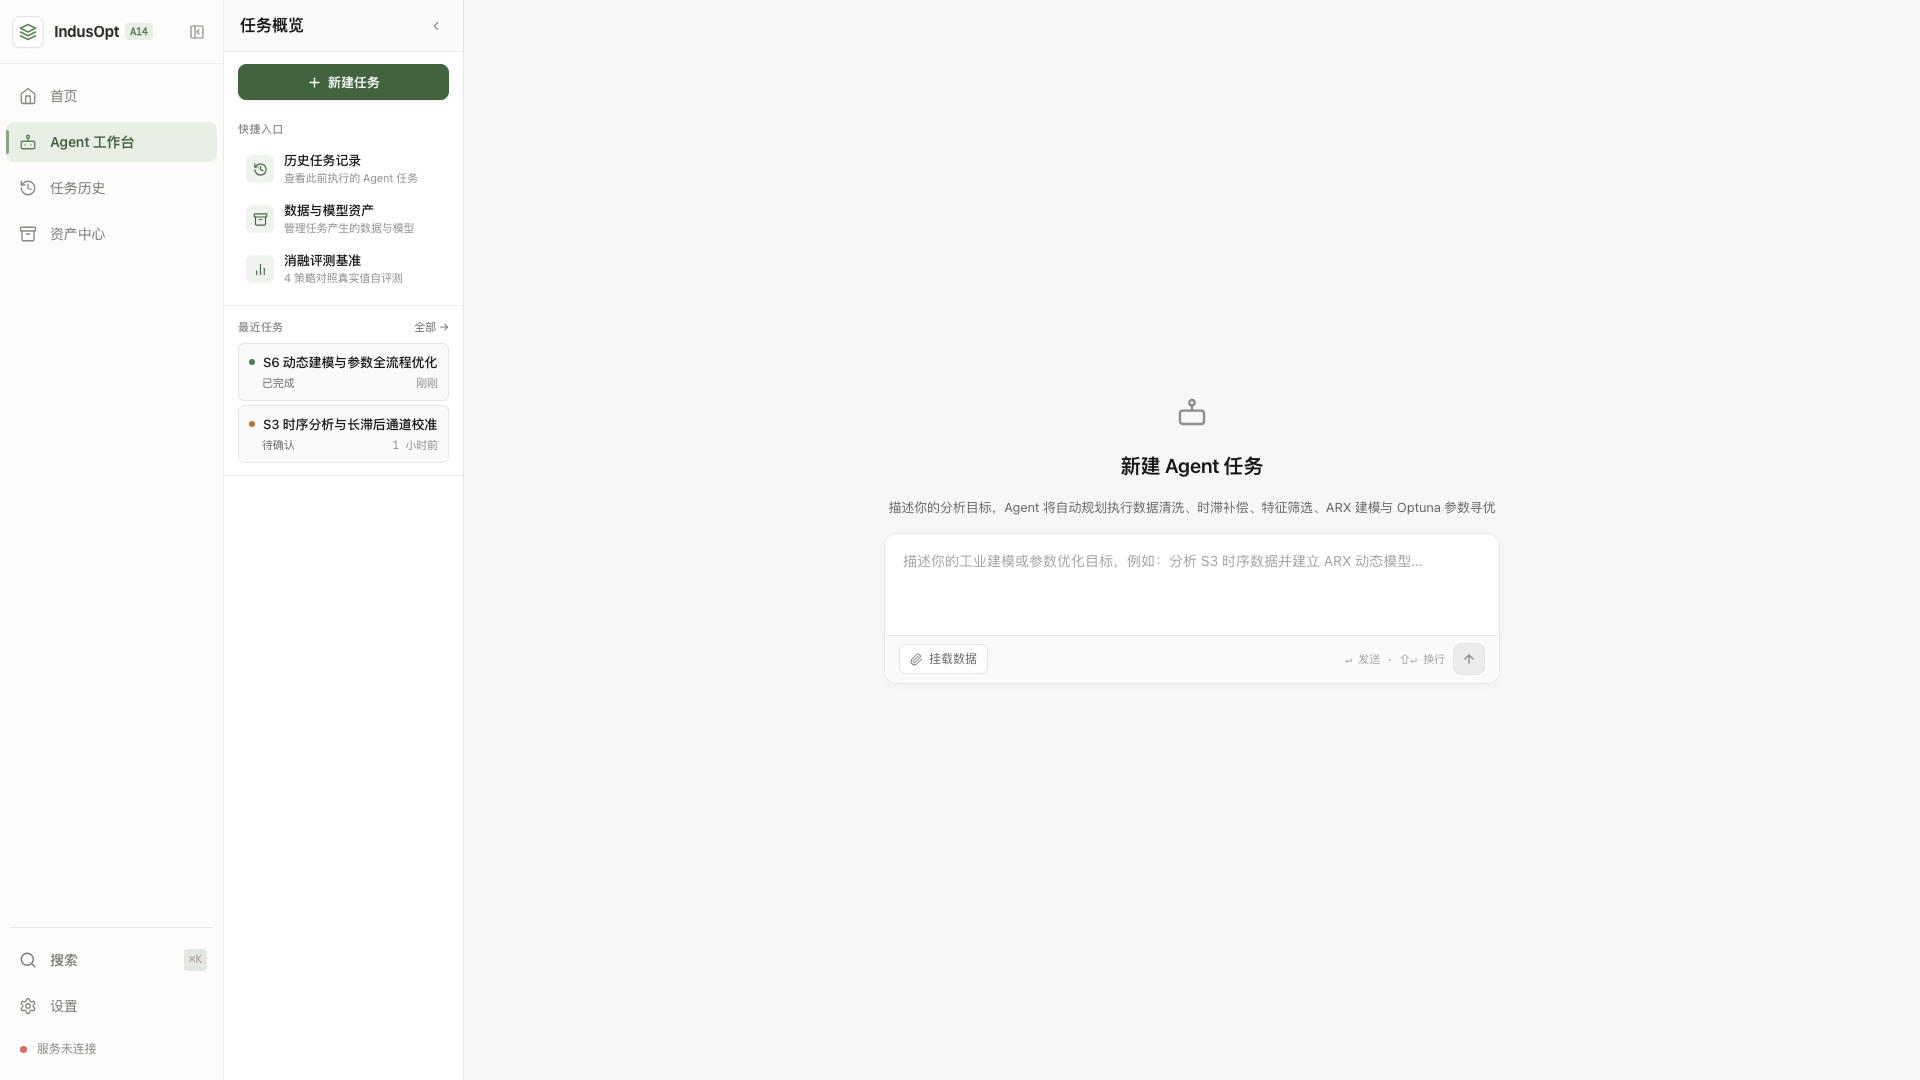 IndusOpt A14
首页
Agent 工作台
任务历史
资产中心
搜索 ⌘K
设置
服务未连接
任务概览
新建任务
快捷入口
历史任务记录
查看此前执行的 Agent 任务
数据与模型资产
管理任务产生的数据与模型
消融评测基准
4 策略对照真实值自评测
最近任务 全部 →
S6 动态建模与参数全流程优化
已完成 刚刚
S3 时序分析与长滞后通道校准
待确认 1 小时前
新建 Agent 任务
描述你的分析目标，Agent 将自动规划执行数据清洗、时滞补偿、特征筛选、ARX 建模与 Optuna 参数寻优
描述你的工业建模或参数优化目标，例如：分析 S3 时序数据并建立 ARX 动态模型...
挂载数据
↵ 发送 · ⇧↵ 换行